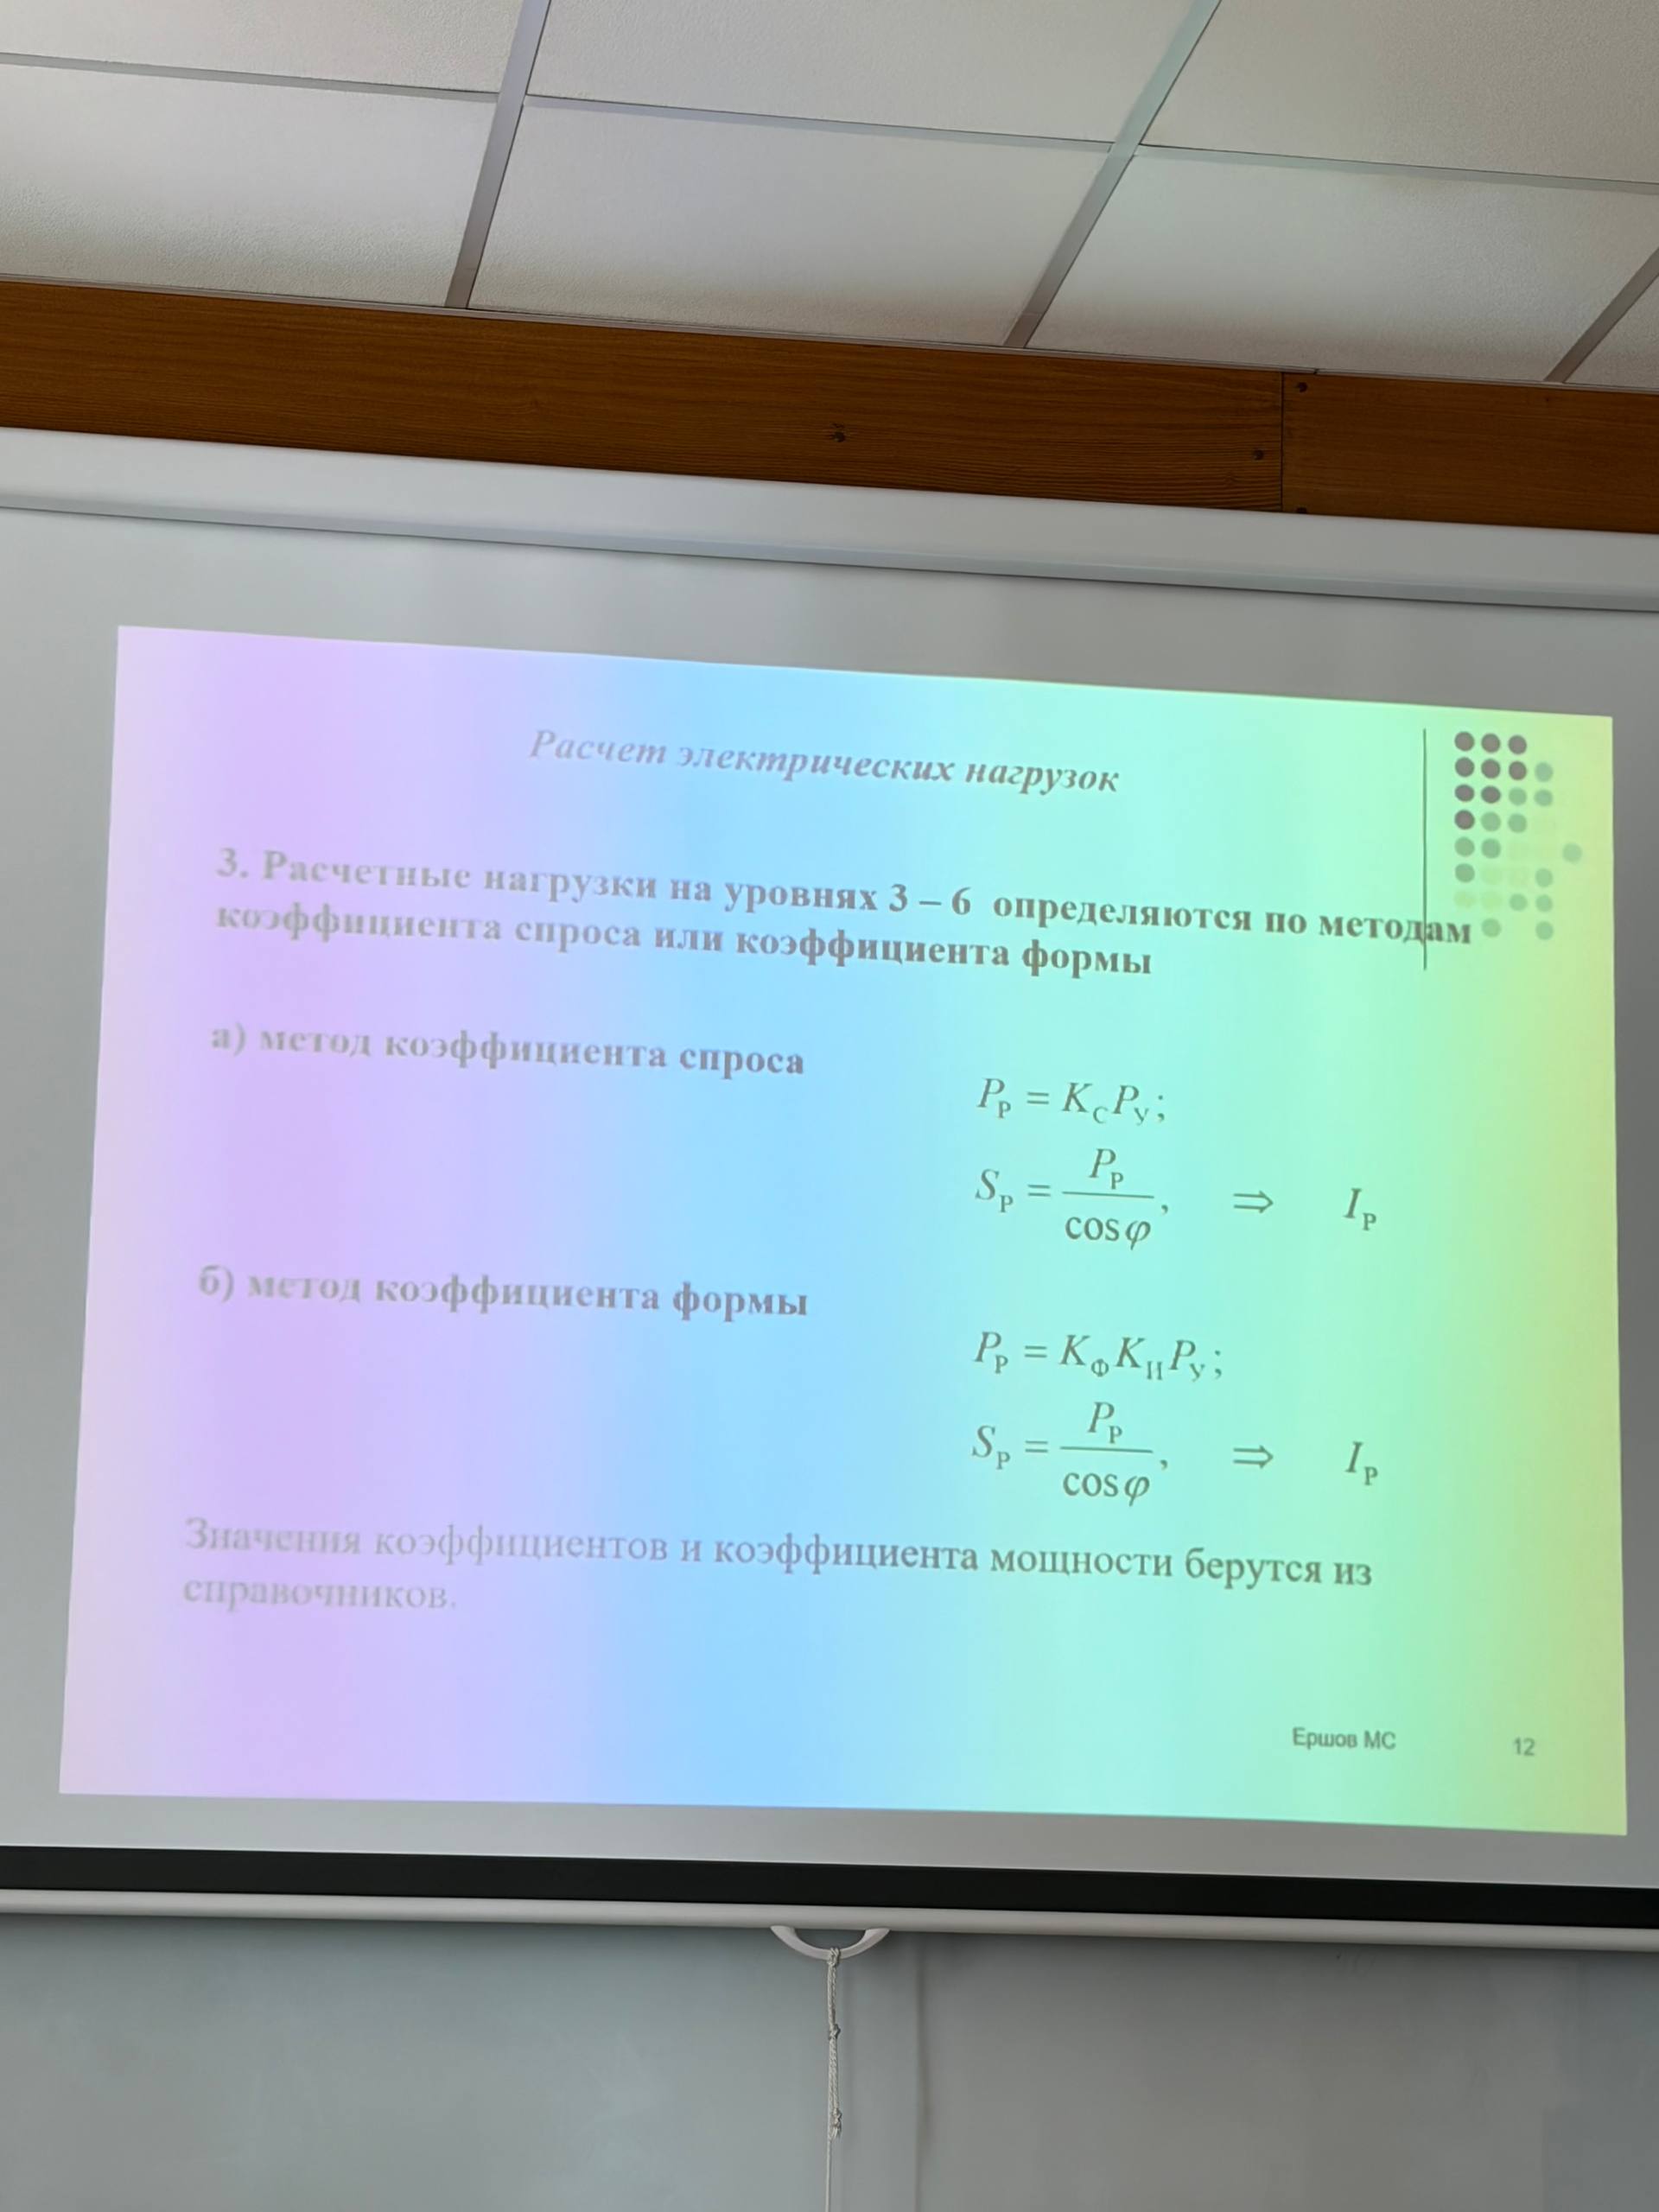 Расчет электрических нагрузок
3. Расчетные нагрузки на уровнях 3 – 6 определяются по методам
коэффициента спроса или коэффициента формы
а) метод коэффициента спроса
P_Р = K_С P_У;
S_Р = P_Р / cos φ, ⇒ I_Р
б) метод коэффициента формы
P_Р = K_Ф K_И P_У;
S_Р = P_Р / cos φ, ⇒ I_Р
Значения коэффициентов и коэффициента мощности берутся из
справочников.
Ершов МС 12